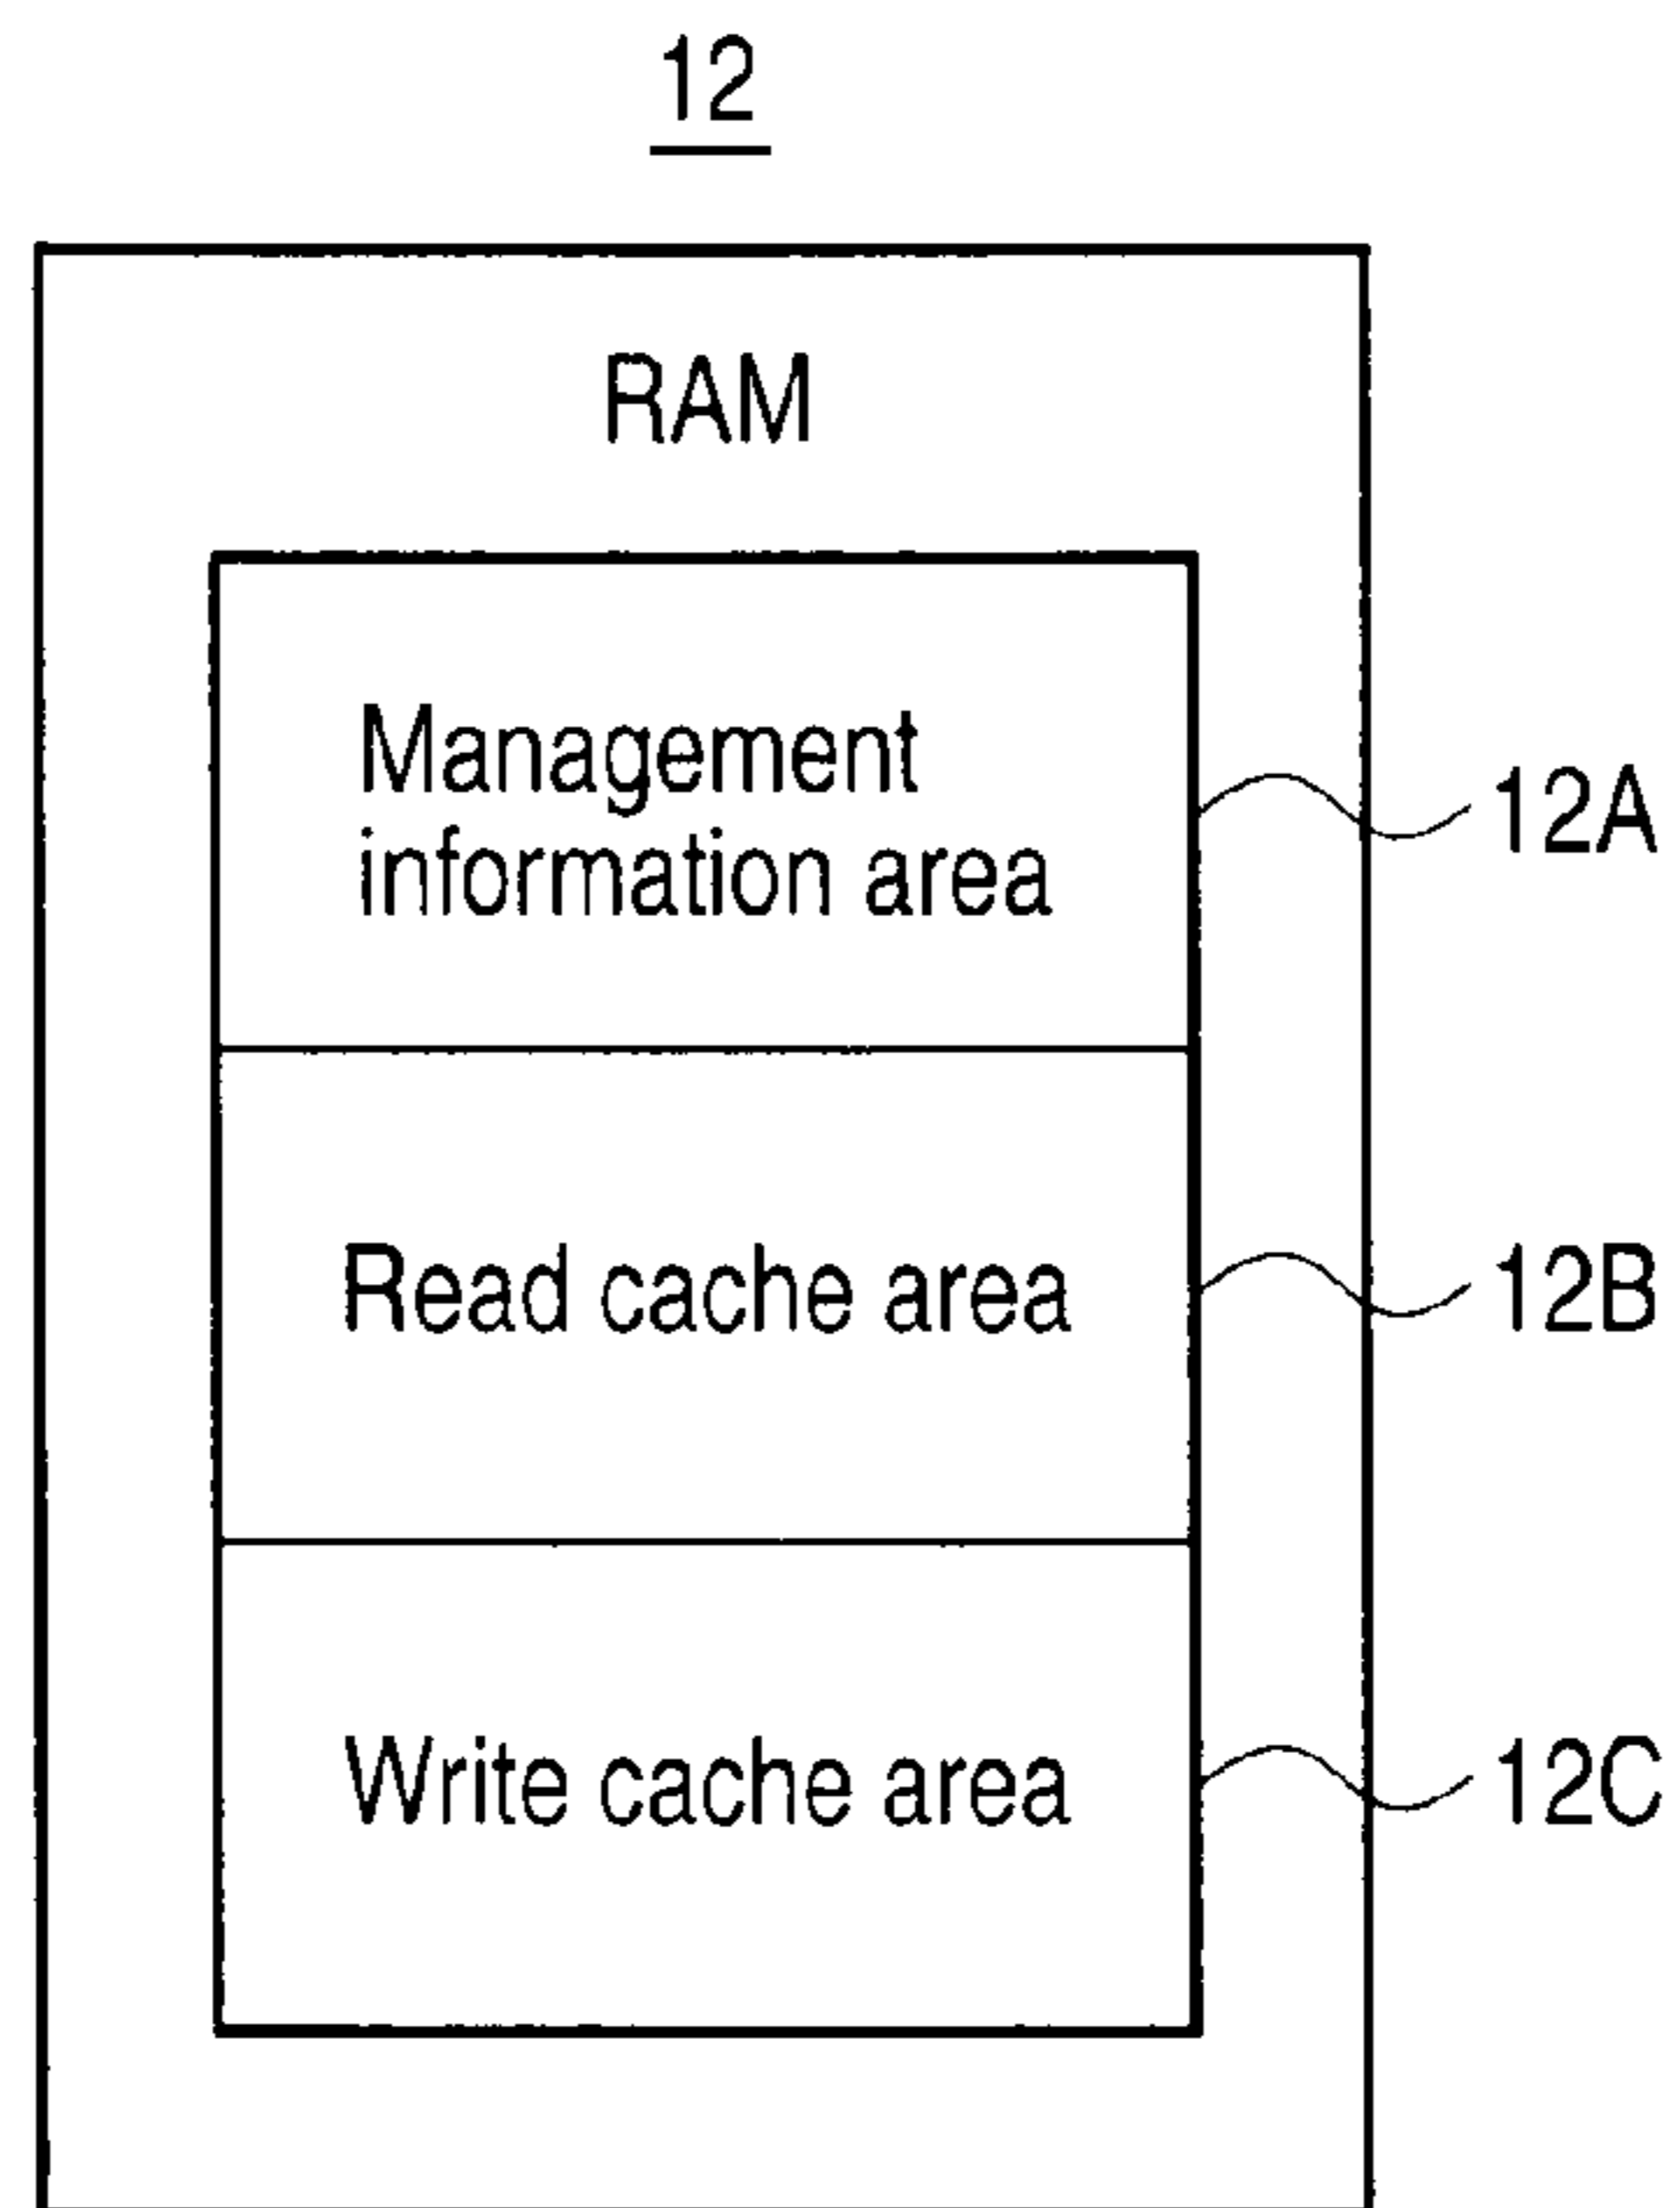 12
RAM
Management
information area
12A
Read cache area
12B
Write cache area
12C